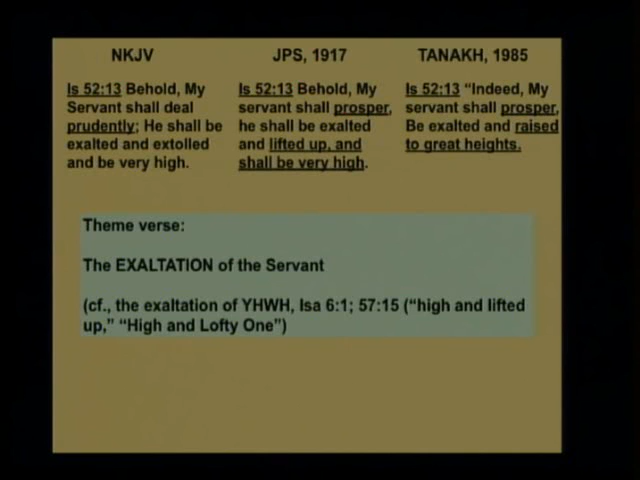 NKJV
Is 52:13 Behold, My
Servant shall deal
prudently; He shall be
exalted and extolled
and be very high.
JPS, 1917
Is 52:13 Behold, My
servant shall prosper,
he shall be exalted
and lifted up, and
shall be very high.
TANAKH, 1985
Is 52:13 “Indeed, My
servant shall prosper,
Be exalted and raised
to great heights.
Theme verse:
The EXALTATION of the Servant
(cf., the exaltation of YHWH, Isa 6:1; 57:15 (“high and lifted
up,” “High and Lofty One”)